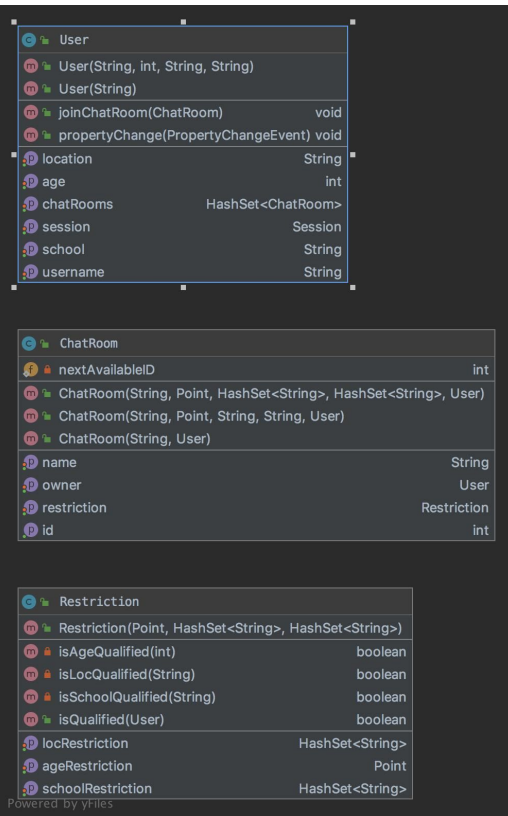 User
User(String, int, String, String)
User(String)
joinChatRoom(ChatRoom) void
propertyChange(PropertyChangeEvent) void
location String
age int
chatRooms HashSet<ChatRoom>
session Session
school String
username String
ChatRoom
nextAvailableID int
ChatRoom(String, Point, HashSet<String>, HashSet<String>, User)
ChatRoom(String, Point, String, String, User)
ChatRoom(String, User)
name String
owner User
restriction Restriction
id int
Restriction
Restriction(Point, HashSet<String>, HashSet<String>)
isAgeQualified(int) boolean
isLocQualified(String) boolean
isSchoolQualified(String) boolean
isQualified(User) boolean
locRestriction HashSet<String>
ageRestriction Point
schoolRestriction HashSet<String>
Powered by yFiles